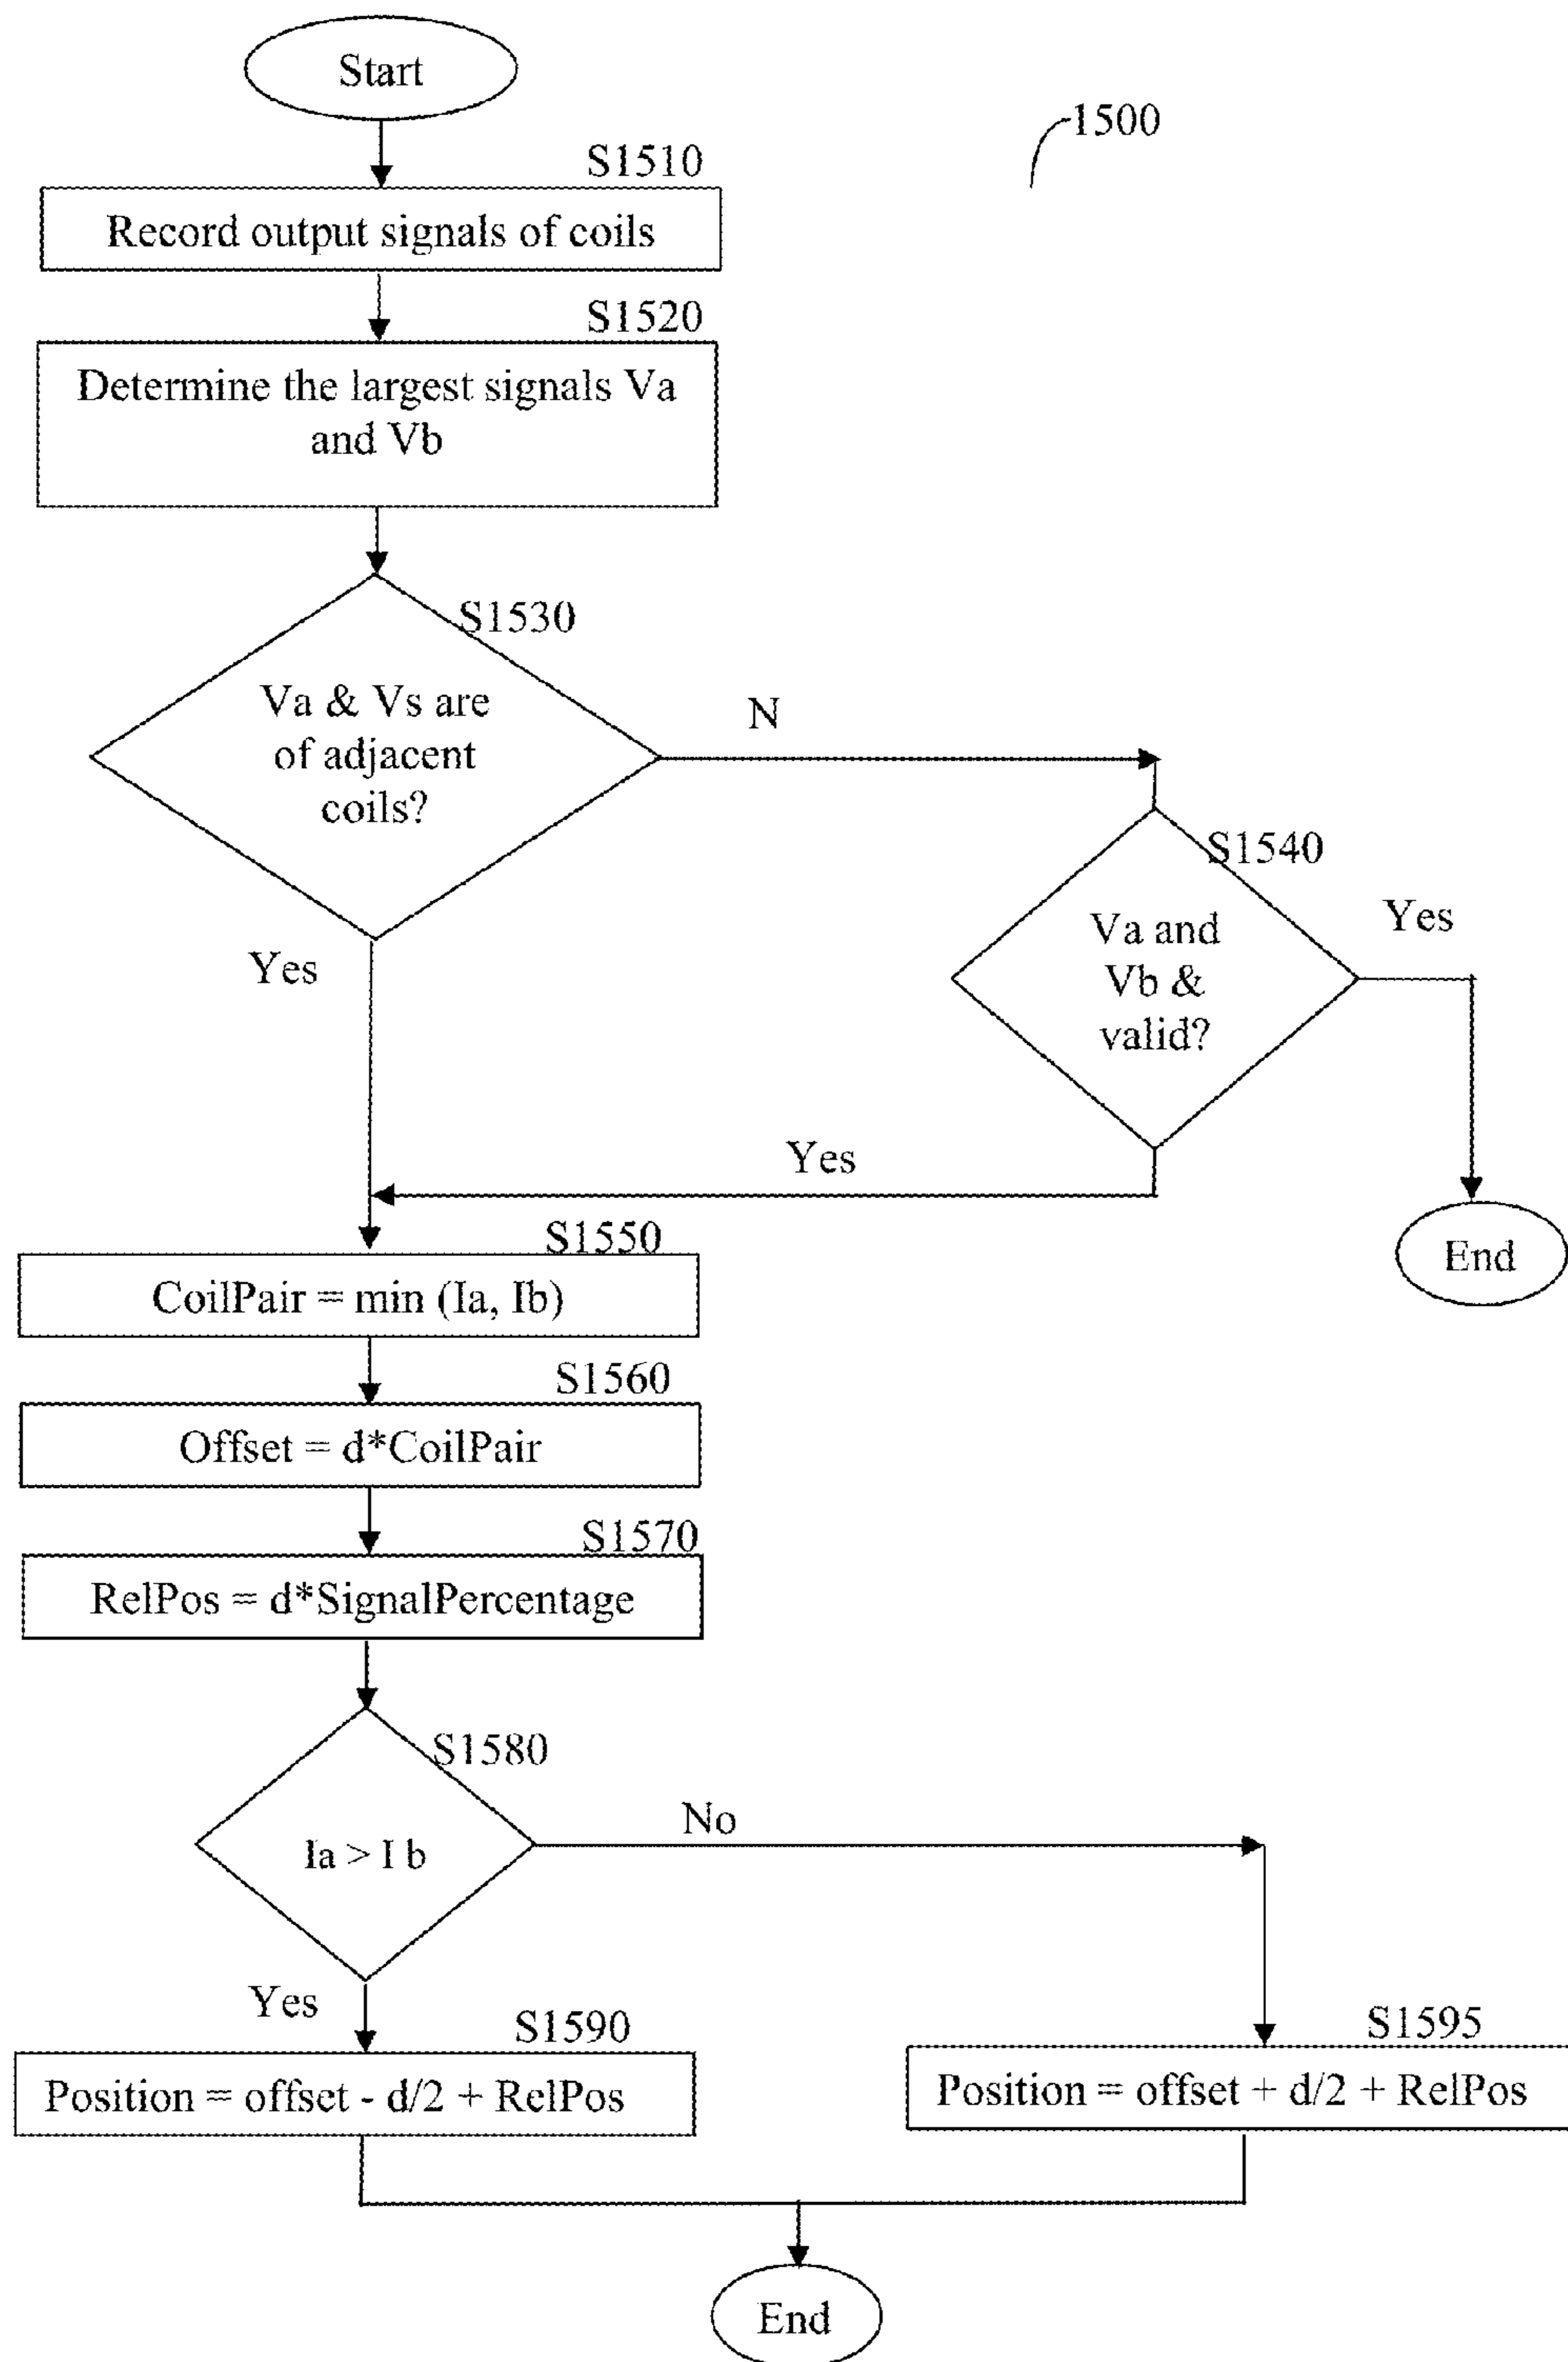 Start
1500
S1510
Record output signals of coils
S1520
Determine the largest signals Va
and Vb
S1530
Va & Vs are
of adjacent
coils?
N
S1540
Va and
Vb &
valid?
Yes
Yes
Yes
End
S1550
CoilPair = min (Ia, Ib)
S1560
Offset = d*CoilPair
S1570
RelPos = d*SignalPercentage
S1580
Ia > I b
No
Yes
S1590
Position = offset - d/2 + RelPos
S1595
Position = offset + d/2 + RelPos
End